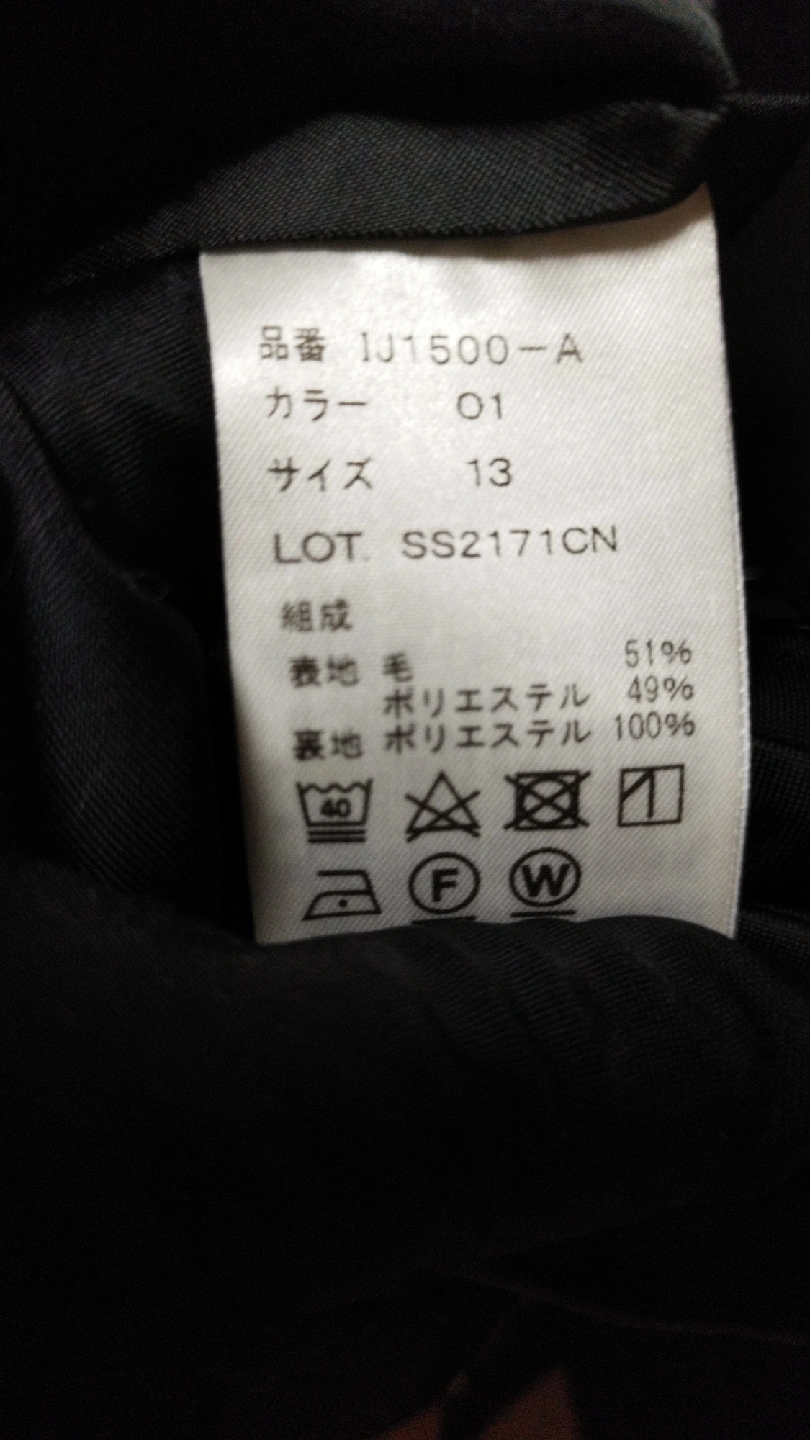 品番 IJ1500-A
カラー 01
サイズ 13
LOT. SS2171CN
組成
表地 毛 51%
ポリエステル 49%
裏地 ポリエステル 100%
40
F W